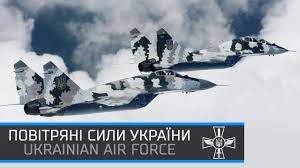 ПОВІТРЯНІ СИЛИ УКРАЇНИ
UKRAINIAN AIR FORCE